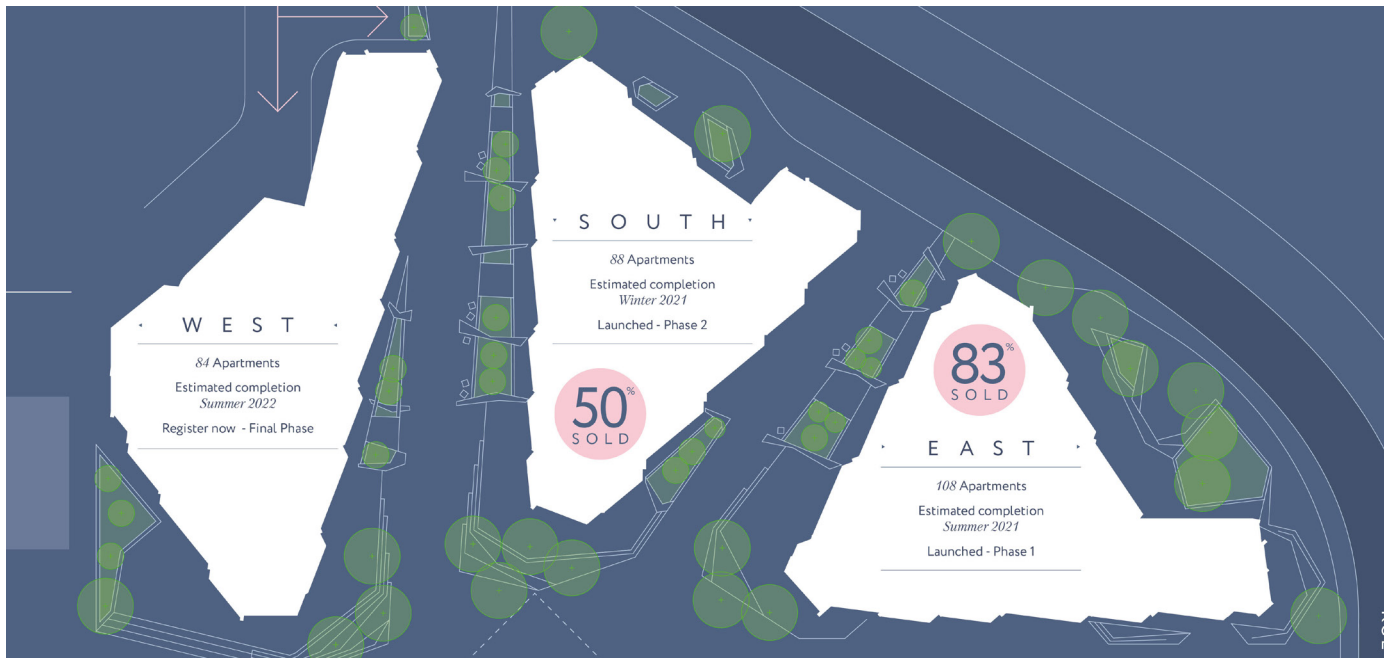 WEST
84 Apartments
Estimated completion
Summer 2022
Register now - Final Phase
SOUTH
88 Apartments
Estimated completion
Winter 2021
Launched - Phase 2
50%
SOLD
83%
SOLD
EAST
108 Apartments
Estimated completion
Summer 2021
Launched - Phase 1